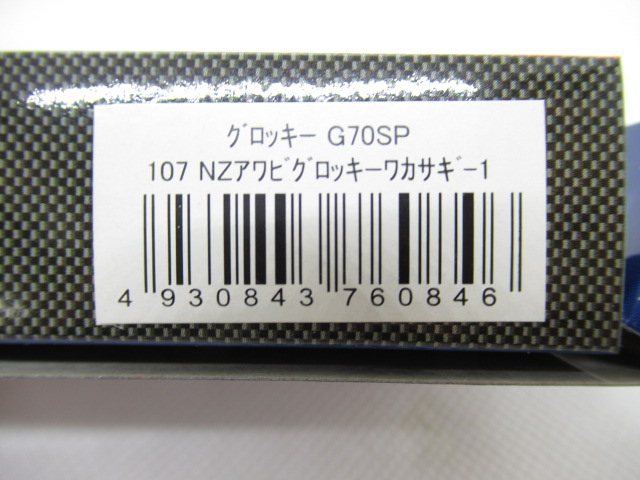 ｸﾞﾛｯｷｰ G70SP
107 NZｱﾜﾋﾞｸﾞﾛｯｷｰﾜｶｻｷﾞ-1
4 930843 760846